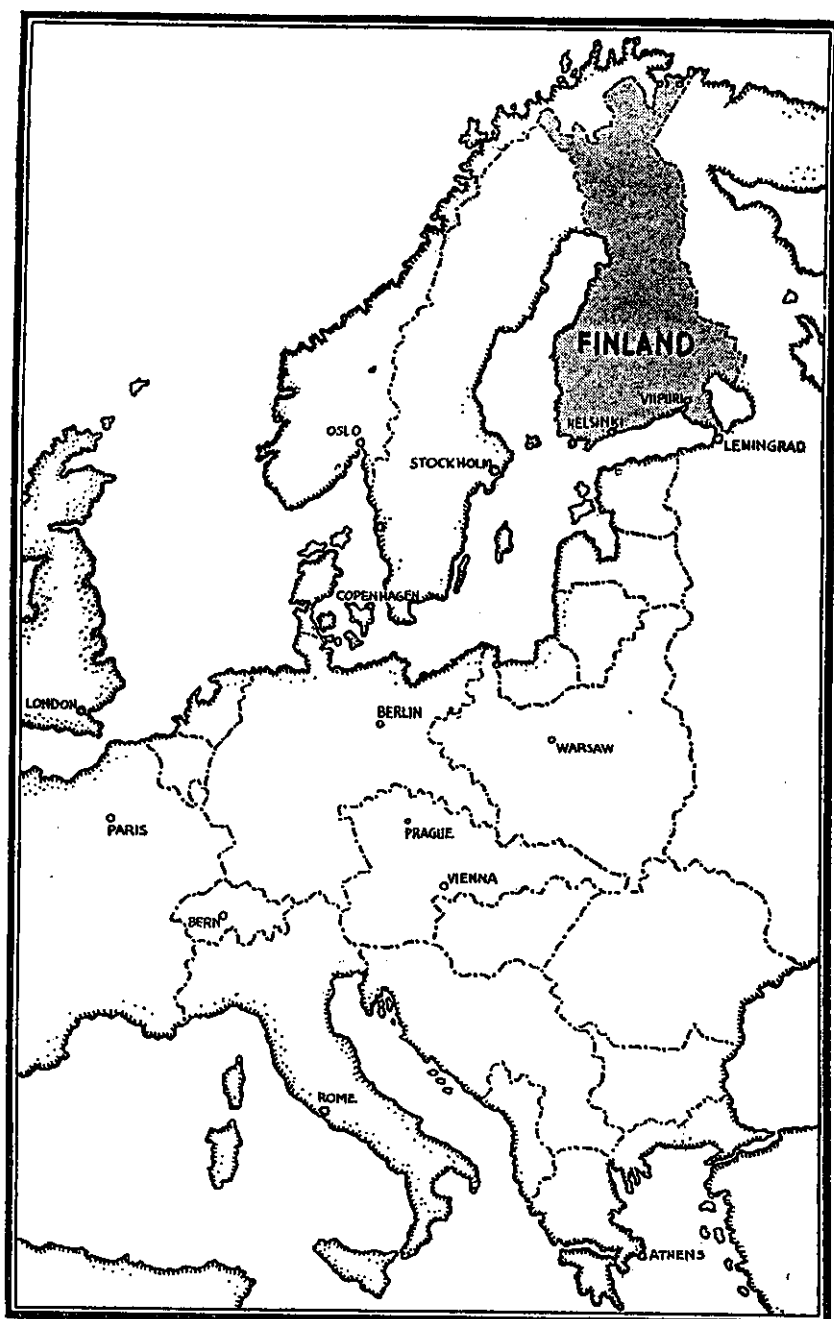 FINLAND
VIIPURI
HELSINKI
LENINGRAD
OSLO
STOCKHOLM
E
COPENHAGEN
LONDON
BERLIN
WARSAW
PARIS
PRAGUE
VIENNA
BERN
ROME
ATHENS